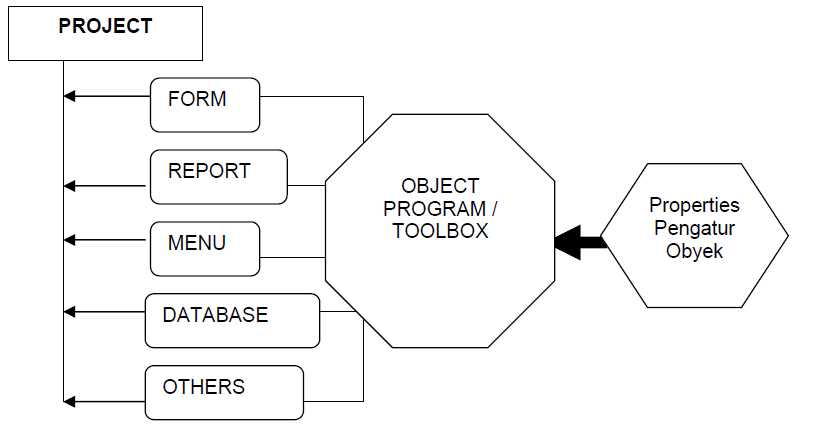 PROJECT
FORM
REPORT
MENU
DATABASE
OTHERS
OBJECT
PROGRAM /
TOOLBOX
Properties
Pengatur
Obyek